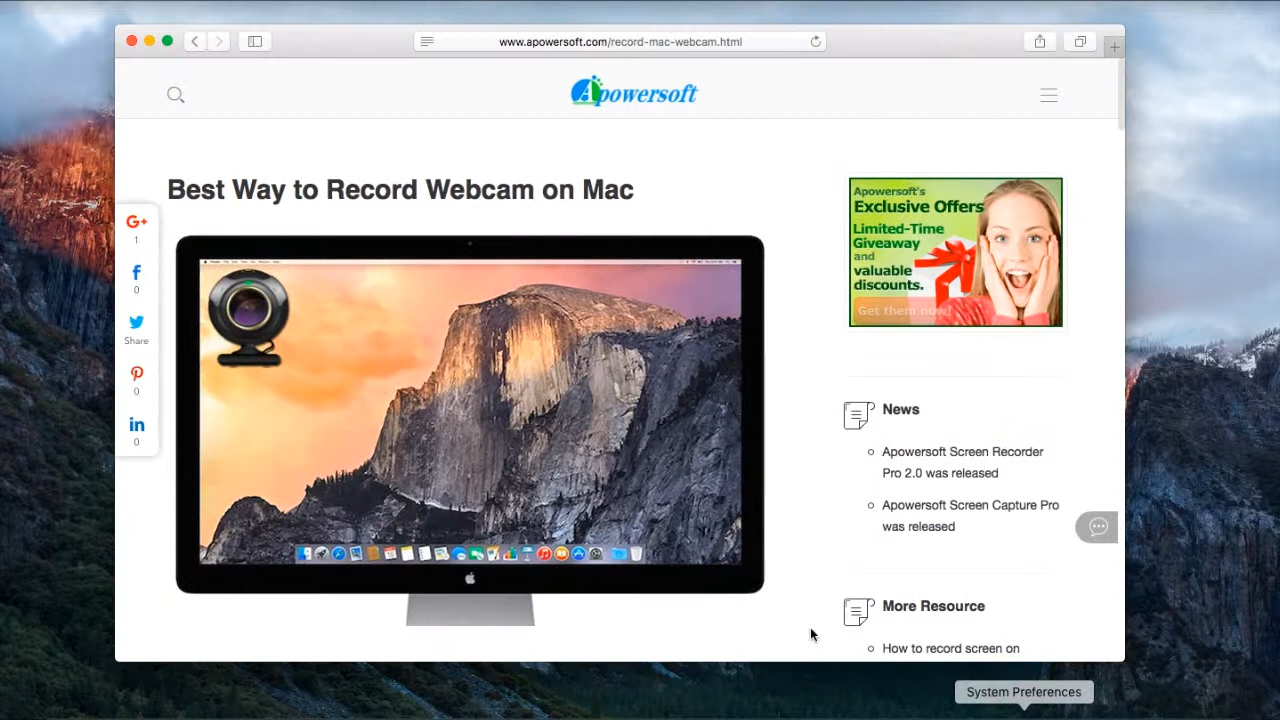 www.apowersoft.com/record-mac-webcam.html
Apowersoft
Best Way to Record Webcam on Mac
G+
1
0
Share
0
0
Apowersoft's
Exclusive Offers
Limited-Time
Giveaway
and
valuable
discounts.
Get them now!
News
Apowersoft Screen Recorder
Pro 2.0 was released
Apowersoft Screen Capture Pro
was released
More Resource
How to record screen on
System Preferences